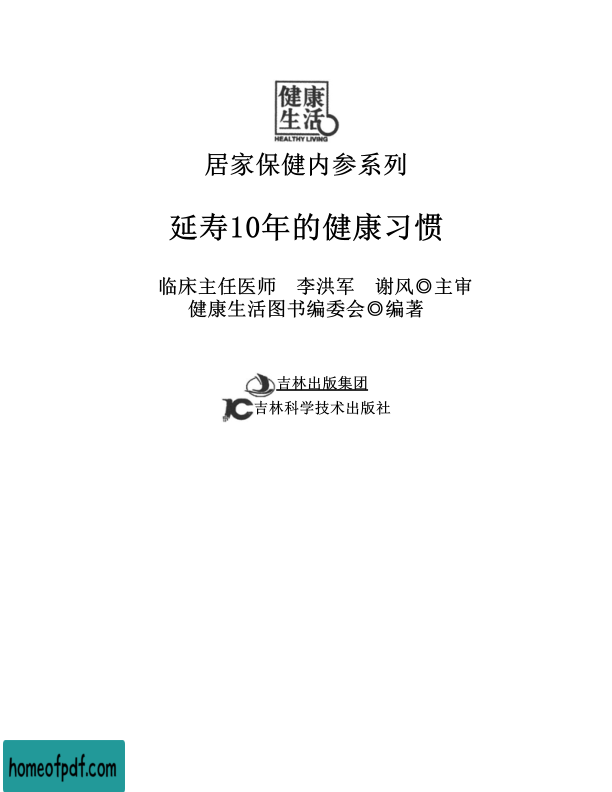 健康
生活
HEALTHY LIVING
居家保健内参系列
延寿10年的健康习惯
临床主任医师 李洪军 谢风◎主审
健康生活图书编委会◎编著
吉林出版集团
吉林科学技术出版社
homeofpdf.com